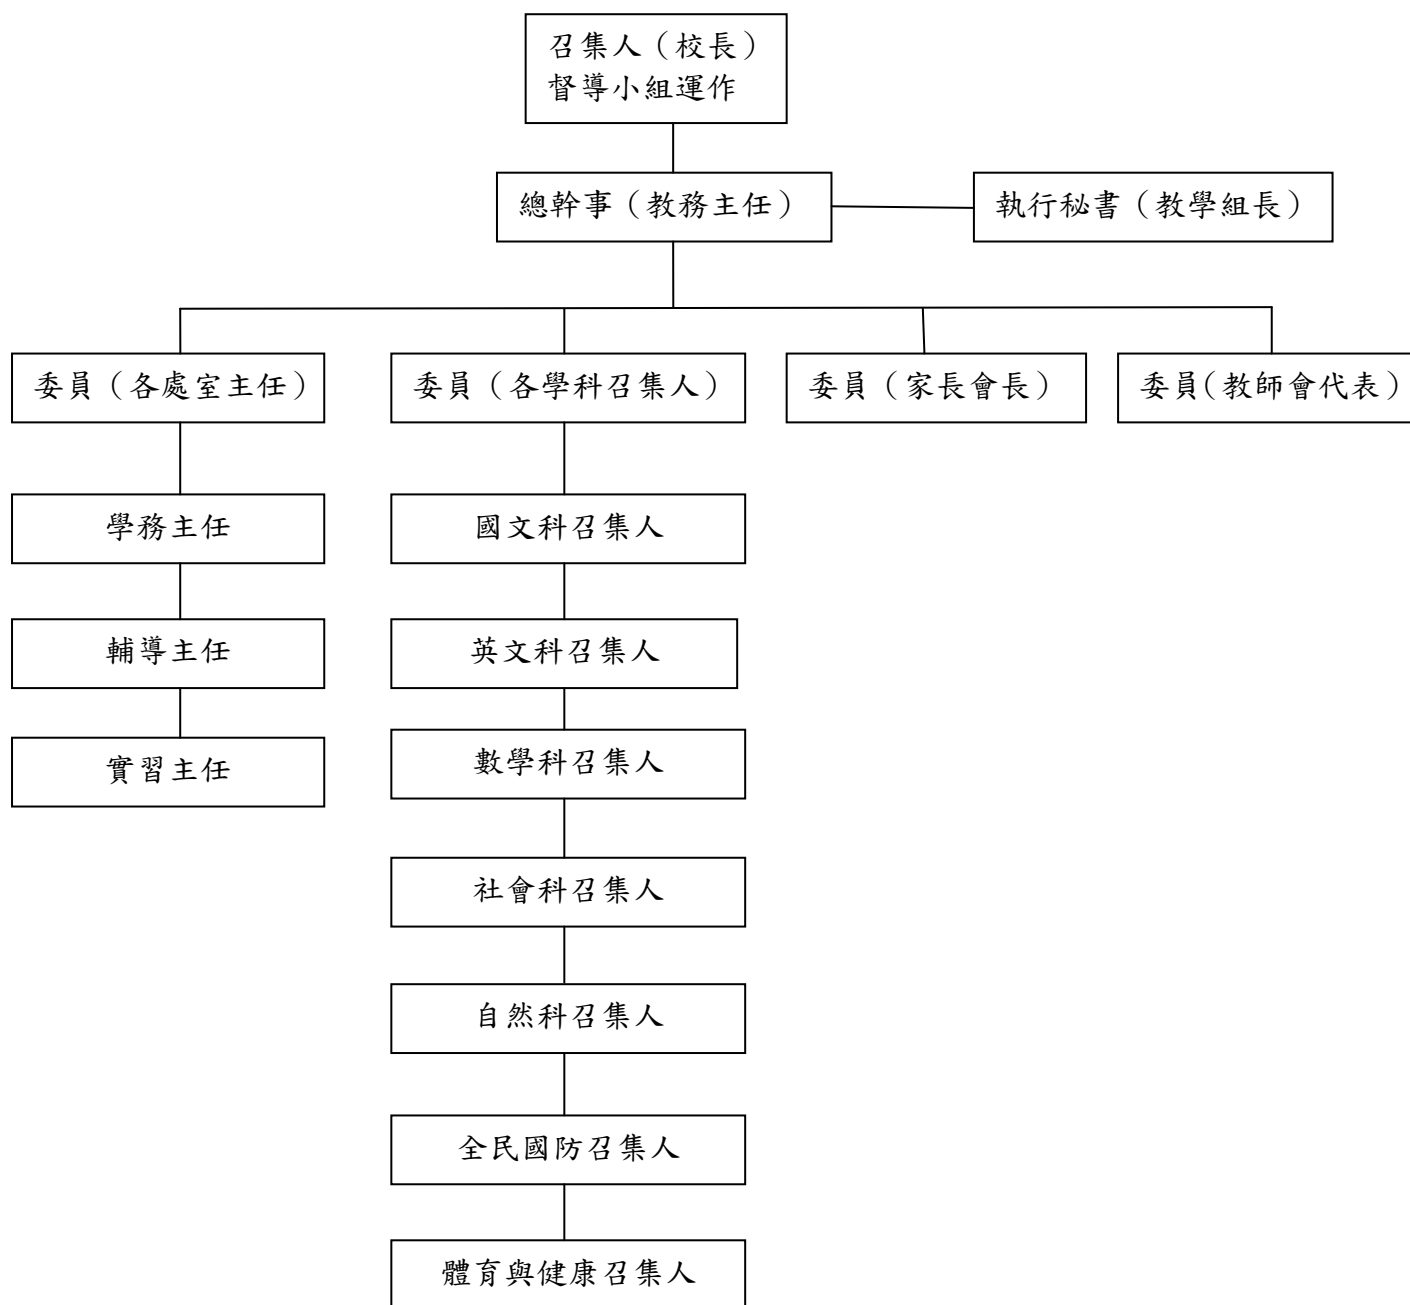 召集人（校長）
督導小組運作
總幹事（教務主任）
執行秘書（教學組長）
委員（各處室主任）
委員（各學科召集人）
委員（家長會長）
委員（教師會代表）
學務主任
國文科召集人
輔導主任
英文科召集人
實習主任
數學科召集人
社會科召集人
自然科召集人
全民國防召集人
體育與健康召集人